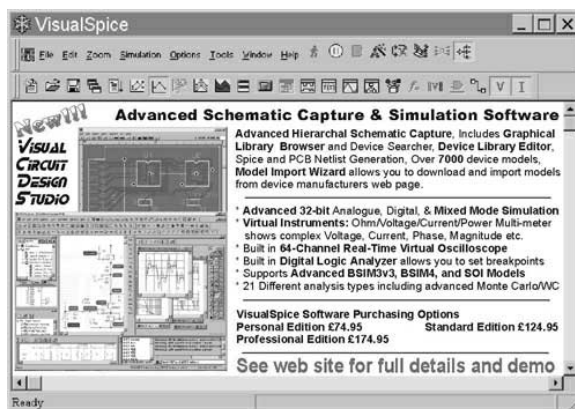 VisualSpice
File Edit Zoom Simulation Options Tools Window Help
V I
New!!!
VISUAL
CIRCUIT
DESIGN
STUDIO
Advanced Schematic Capture & Simulation Software
Advanced Hierarchal Schematic Capture, Includes Graphical
Library Browser and Device Searcher, Device Library Editor,
Spice and PCB Netlist Generation, Over 7000 device models,
Model Import Wizard allows you to download and import models
from device manufacturers web page.
* Advanced 32-bit Analogue, Digital, & Mixed Mode Simulation
* Virtual Instruments: Ohm/Voltage/Current/Power Multi-meter
shows complex Voltage, Current, Phase, Magnitude etc.
* Built in 64-Channel Real-Time Virtual Oscilloscope
* Built in Digital Logic Analyzer allows you to set breakpoints
* Supports Advanced BSIM3v3, BSIM4, and SOI Models
* 21 Different analysis types including advanced Monte Carlo/WC
VisualSpice Software Purchasing Options
Personal Edition £74.95 Standard Edition £124.95
Professional Edition £174.95
See web site for full details and demo
Ready